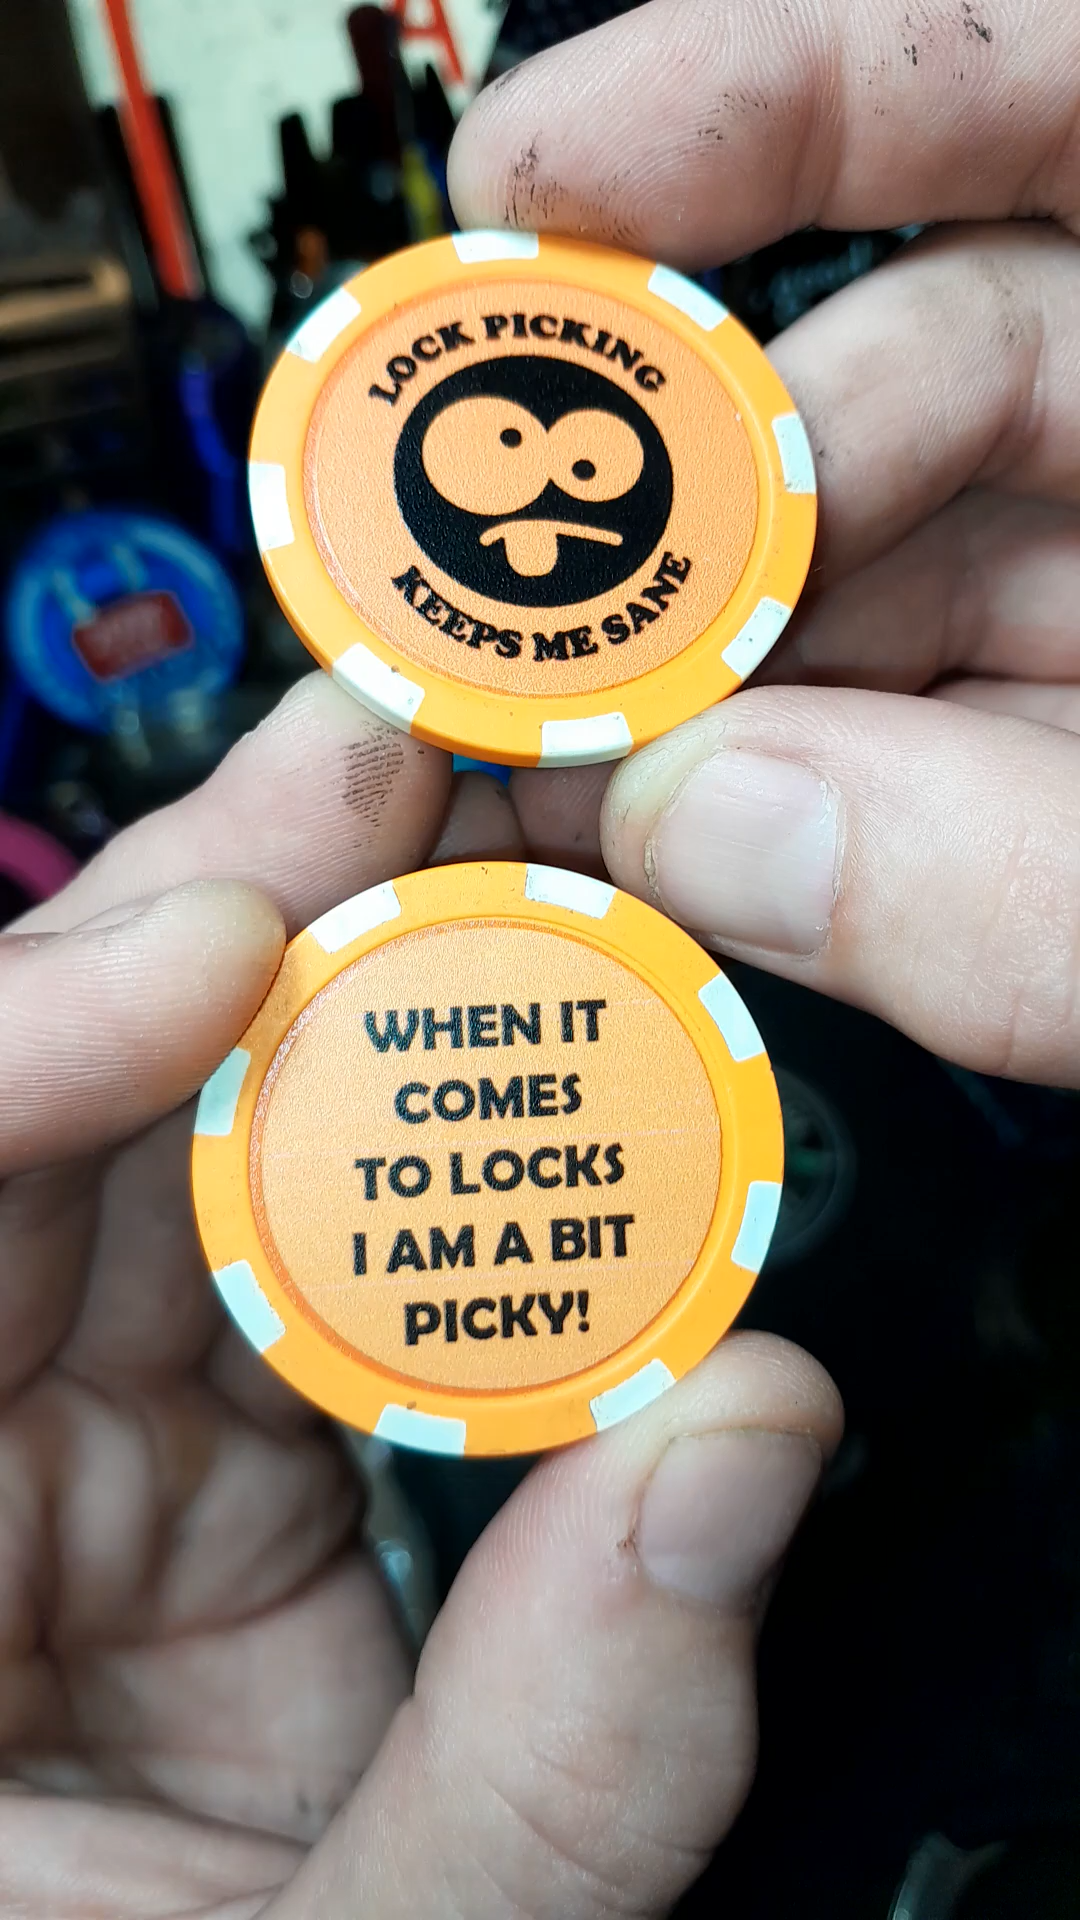 LOCK PICKING
KEEPS ME SANE
WHEN IT
COMES
TO LOCKS
I AM A BIT
PICKY!